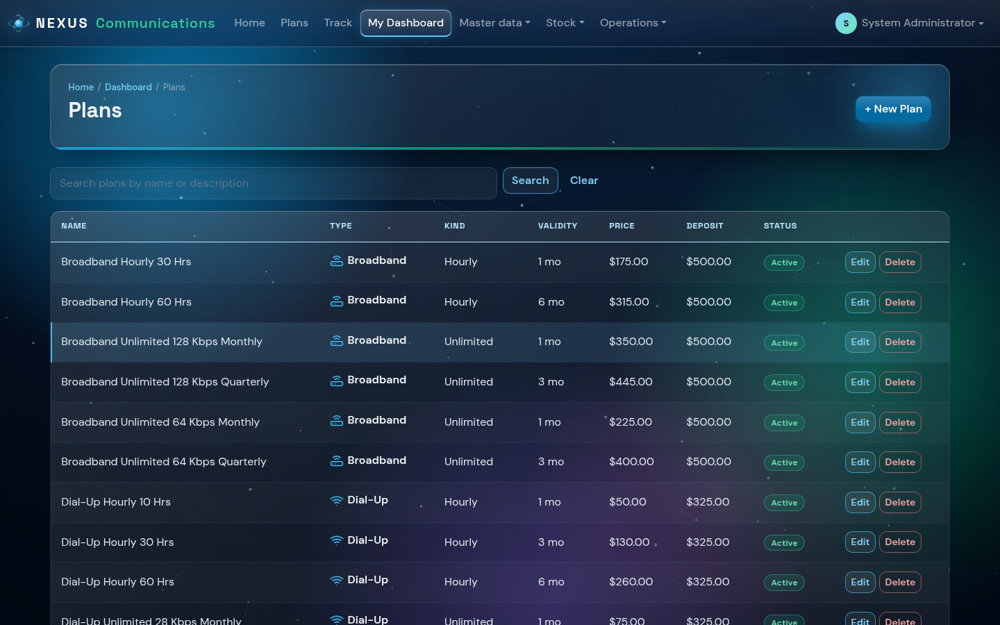 NEXUS Communications Home Plans Track My Dashboard Master data Stock Operations S System Administrator
Home / Dashboard / Plans
Plans
+ New Plan
Search plans by name or description Search Clear
NAME TYPE KIND VALIDITY PRICE DEPOSIT STATUS
Broadband Hourly 30 Hrs Broadband Hourly 1 mo $175.00 $500.00 Active Edit Delete
Broadband Hourly 60 Hrs Broadband Hourly 6 mo $315.00 $500.00 Active Edit Delete
Broadband Unlimited 128 Kbps Monthly Broadband Unlimited 1 mo $350.00 $500.00 Active Edit Delete
Broadband Unlimited 128 Kbps Quarterly Broadband Unlimited 3 mo $445.00 $500.00 Active Edit Delete
Broadband Unlimited 64 Kbps Monthly Broadband Unlimited 1 mo $225.00 $500.00 Active Edit Delete
Broadband Unlimited 64 Kbps Quarterly Broadband Unlimited 3 mo $400.00 $500.00 Active Edit Delete
Dial-Up Hourly 10 Hrs Dial-Up Hourly 1 mo $50.00 $325.00 Active Edit Delete
Dial-Up Hourly 30 Hrs Dial-Up Hourly 3 mo $130.00 $325.00 Active Edit Delete
Dial-Up Hourly 60 Hrs Dial-Up Hourly 6 mo $260.00 $325.00 Active Edit Delete
Dial-Up Unlimited 28 Kbps Monthly Dial-Up Unlimited 1 mo $75.00 $325.00 Active Edit Delete